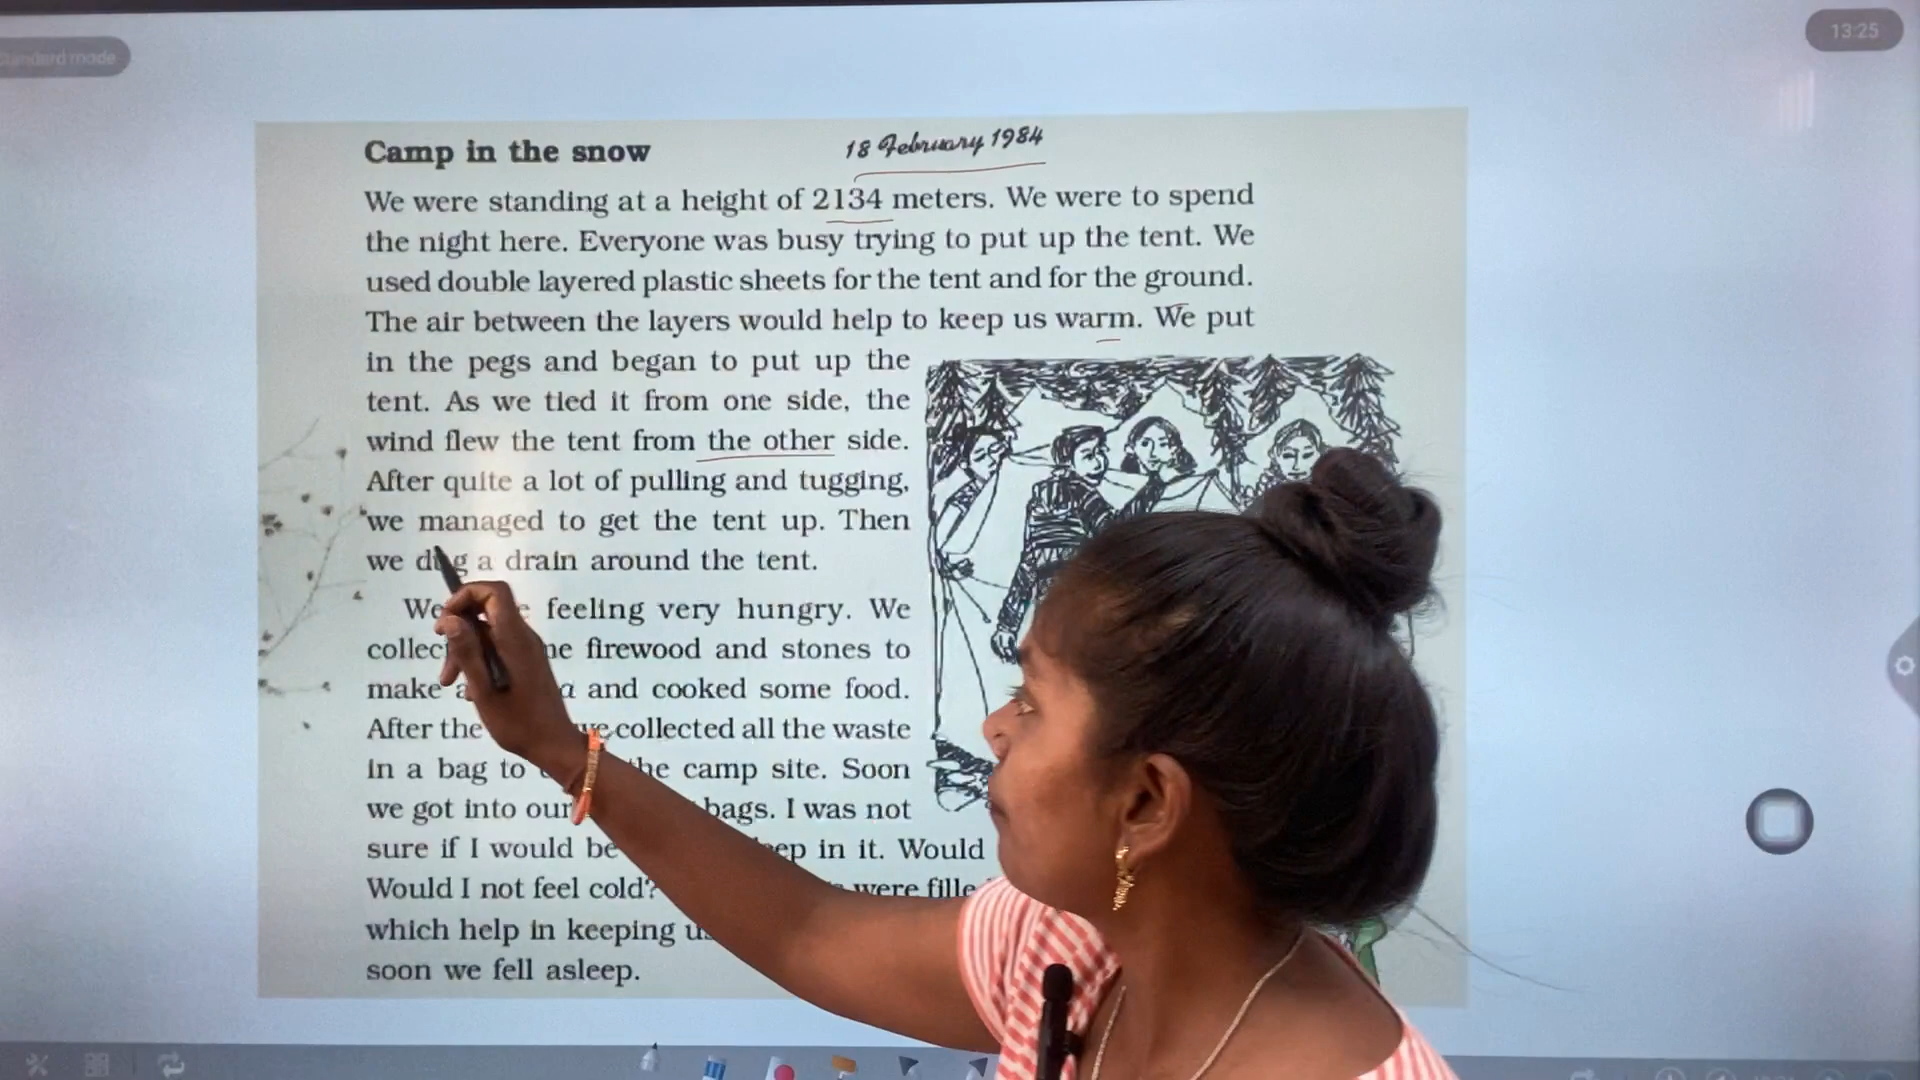 Standard mode
13:25
Camp in the snow
18 February 1984
We were standing at a height of 2134 meters. We were to spend
the night here. Everyone was busy trying to put up the tent. We
used double layered plastic sheets for the tent and for the ground.
The air between the layers would help to keep us warm. We put
in the pegs and began to put up the
tent. As we tied it from one side, the
wind flew the tent from the other side.
After quite a lot of pulling and tugging,
we managed to get the tent up. Then
we dug a drain around the tent.
We feeling very hungry. We
firewood and stones to
make and cooked some food.
After the we collected all the waste
in a bag to the camp site. Soon
we got into our bags. I was not
sure if I would be in it. Would
Would I not feel cold? were
which help in keeping
soon we fell asleep.